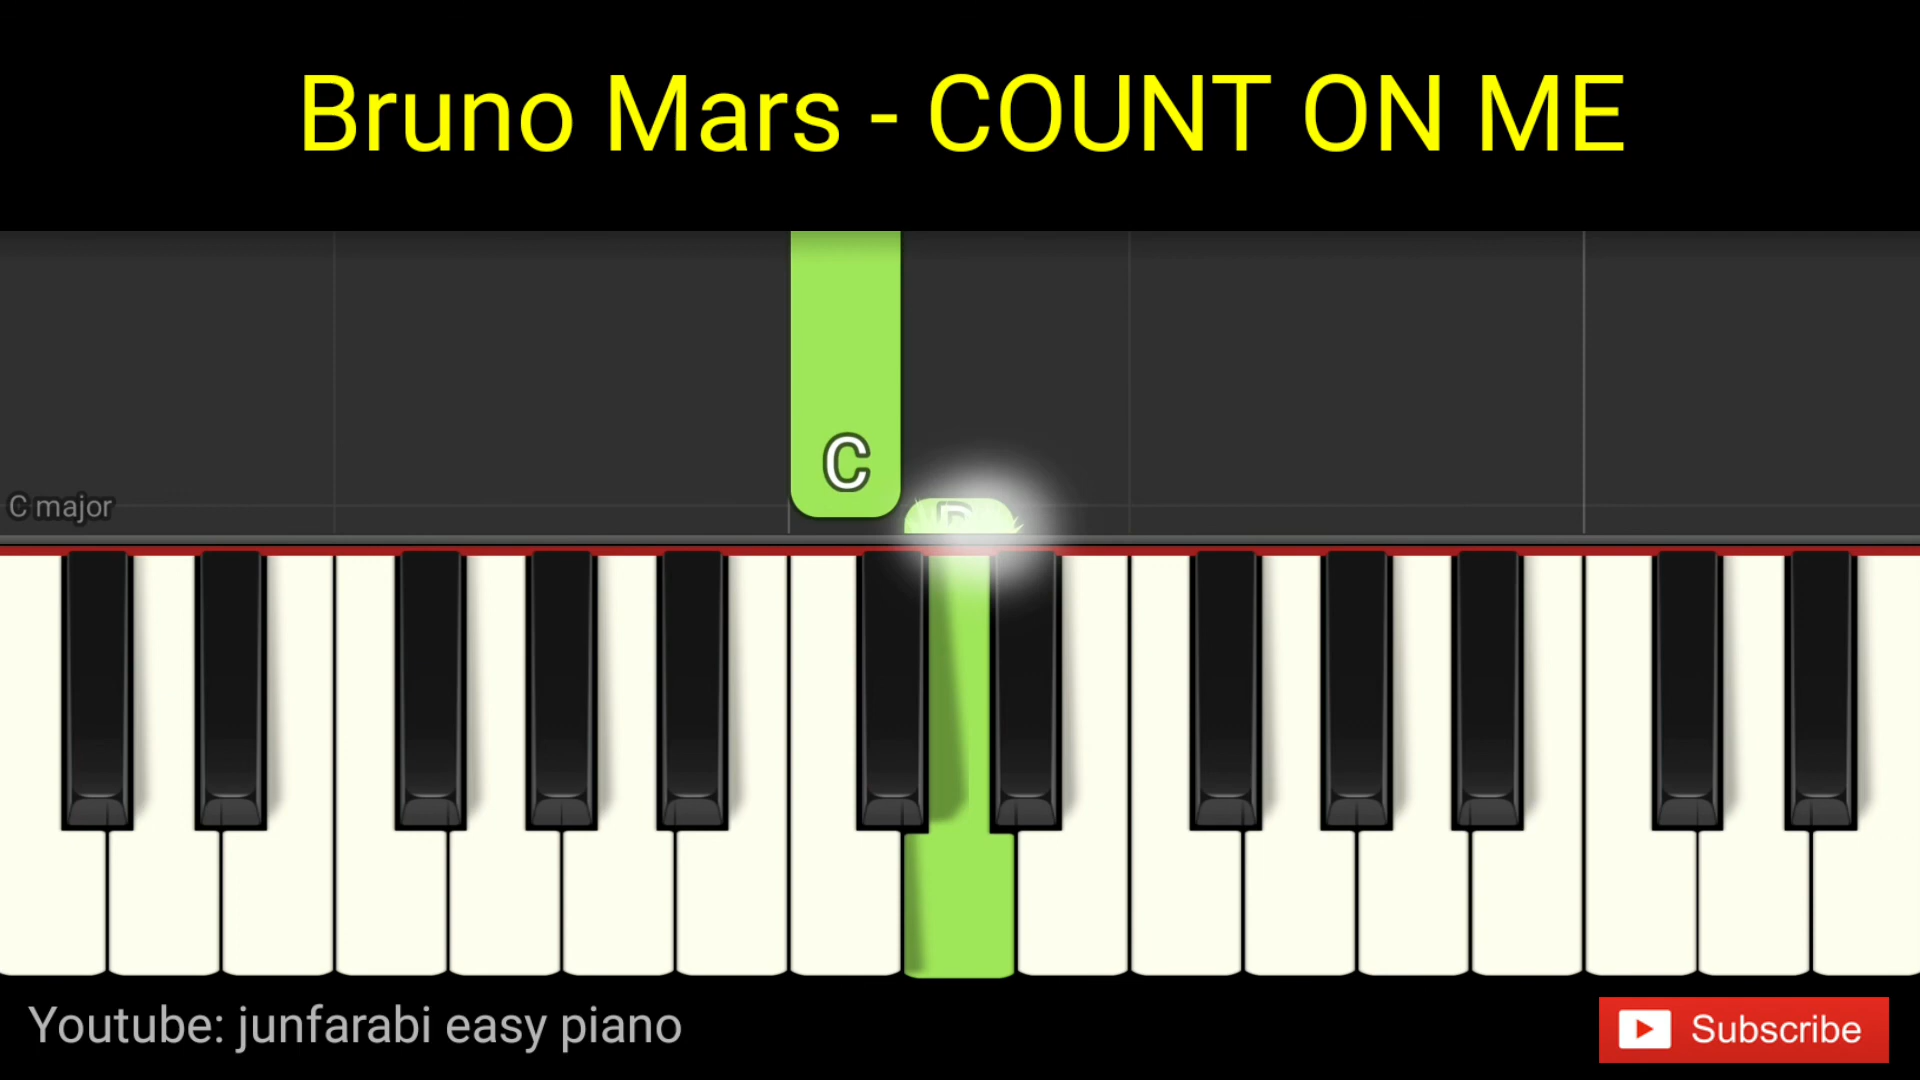 Bruno Mars - COUNT ON ME
C
D
C major
Youtube: junfarabi easy piano
Subscribe